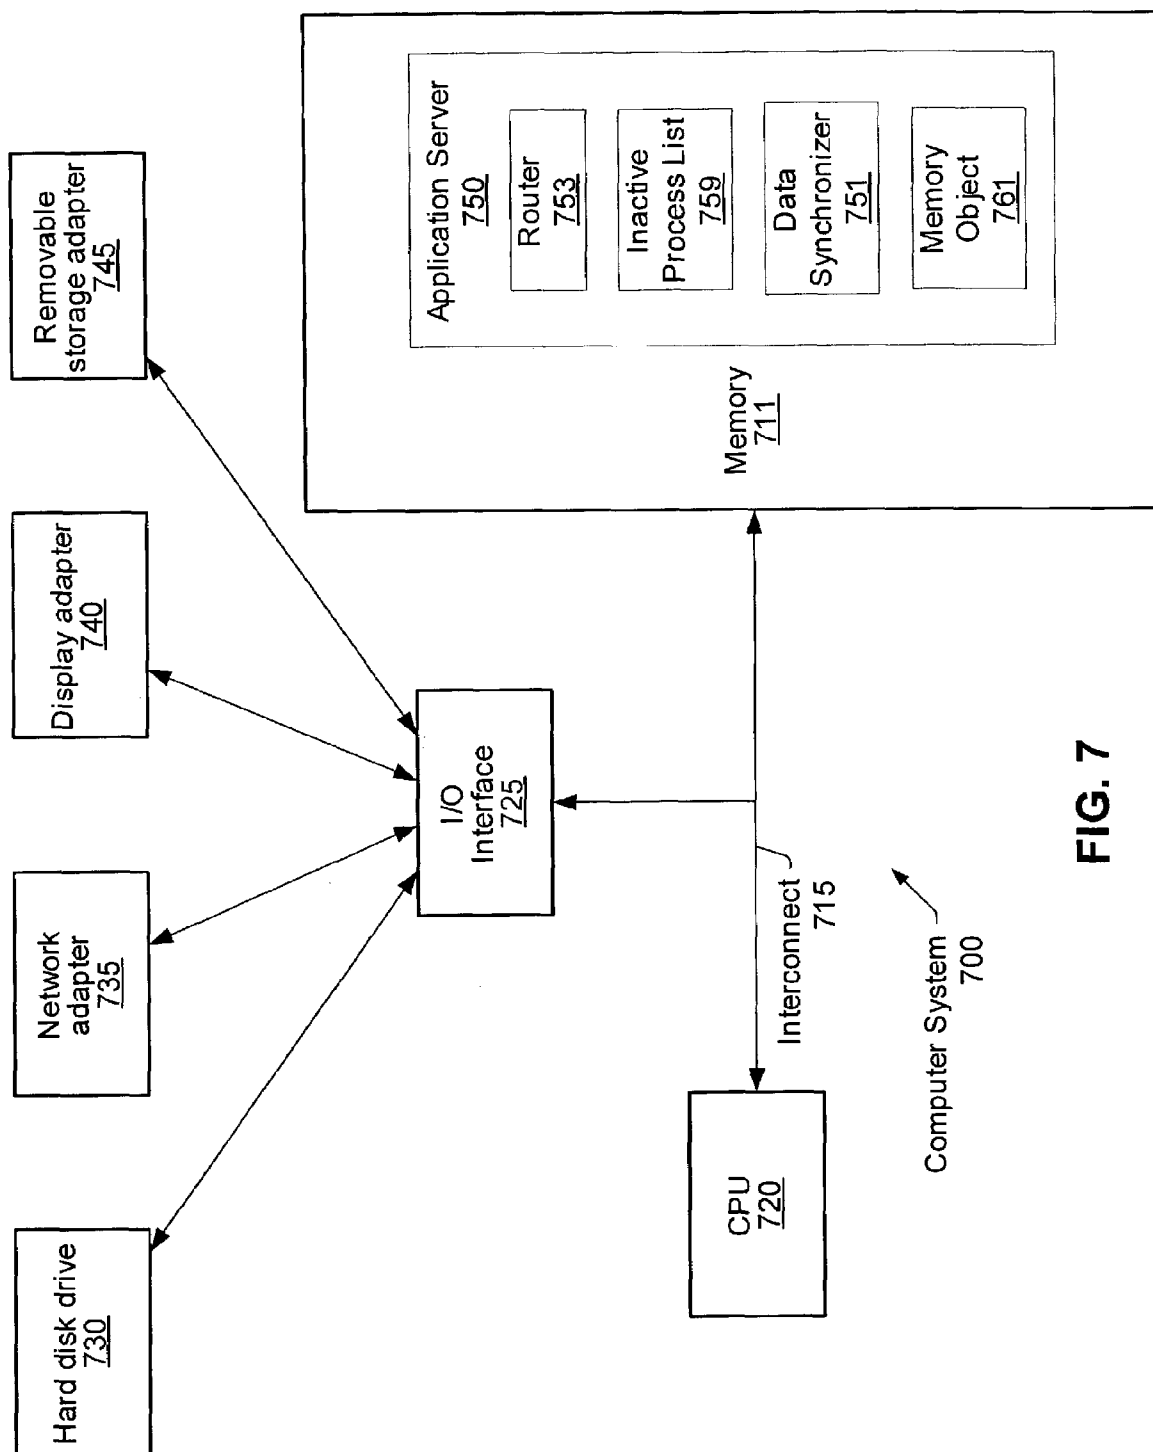 Hard disk drive
730
Network
adapter
735
Display adapter
740
Removable
storage adapter
745
I/O
Interface
725
CPU
720
Interconnect
715
Memory
711
Application Server
750
Router
753
Inactive
Process List
759
Data
Synchronizer
751
Memory
Object
761
Computer System
700
FIG. 7